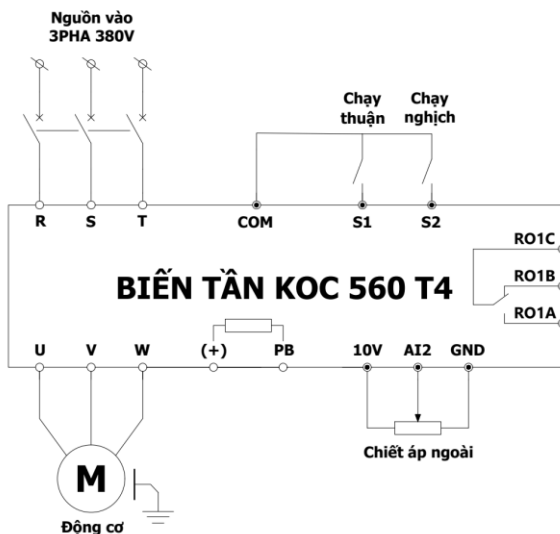 Nguồn vào
3PHA 380V
Chạy
thuận
Chạy
nghịch
R
S
T
COM
S1
S2
RO1C
BIẾN TẦN KOC 560 T4
RO1B
RO1A
U
V
W
(+)
PB
10V
AI2
GND
Chiết áp ngoài
M
Động cơ